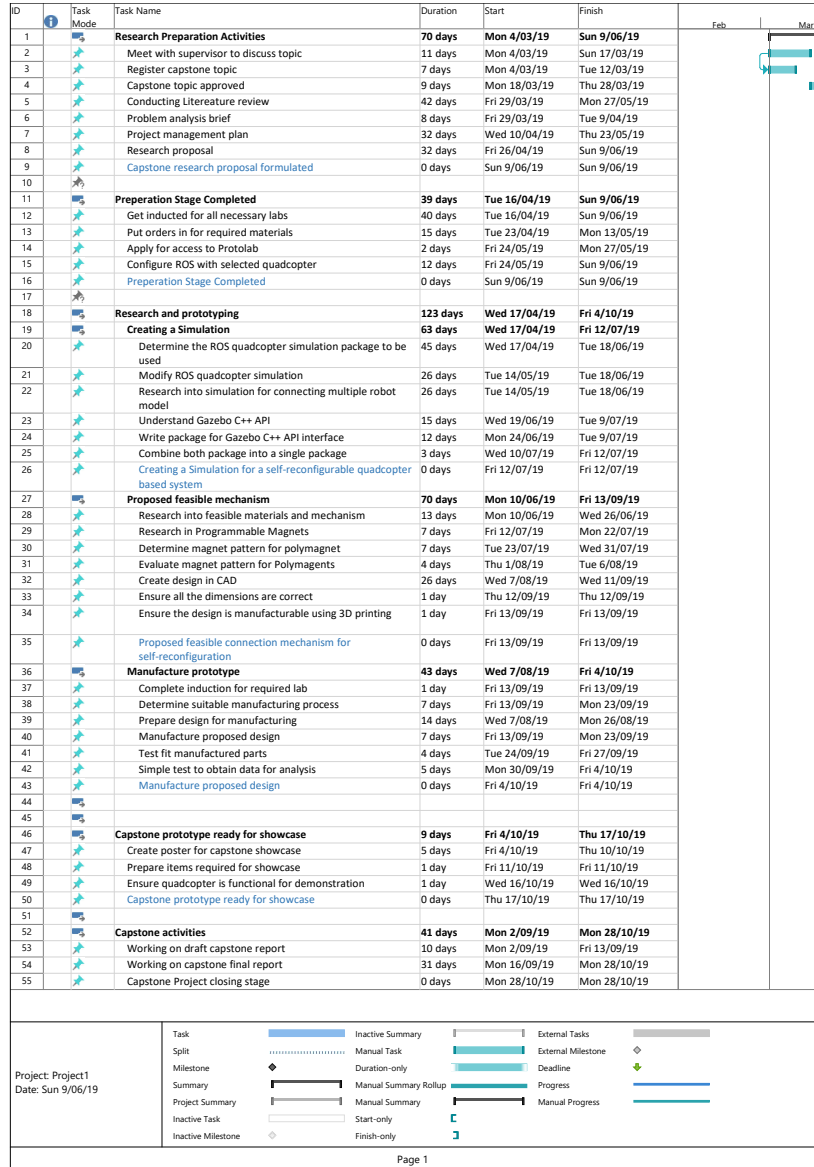 ID Task Mode Task Name Duration Start Finish
Feb Mar
1 Research Preparation Activities 70 days Mon 4/03/19 Sun 9/06/19
2 Meet with supervisor to discuss topic 11 days Mon 4/03/19 Sun 17/03/19
3 Register capstone topic 7 days Mon 4/03/19 Tue 12/03/19
4 Capstone topic approved 9 days Mon 18/03/19 Thu 28/03/19
5 Conducting Litereature review 42 days Fri 29/03/19 Mon 27/05/19
6 Problem analysis brief 8 days Fri 29/03/19 Tue 9/04/19
7 Project management plan 32 days Wed 10/04/19 Thu 23/05/19
8 Research proposal 32 days Fri 26/04/19 Sun 9/06/19
9 Capstone research proposal formulated 0 days Sun 9/06/19 Sun 9/06/19
10
11 Preperation Stage Completed 39 days Tue 16/04/19 Sun 9/06/19
12 Get inducted for all necessary labs 40 days Tue 16/04/19 Sun 9/06/19
13 Put orders in for required materials 15 days Tue 23/04/19 Mon 13/05/19
14 Apply for access to Protolab 2 days Fri 24/05/19 Mon 27/05/19
15 Configure ROS with selected quadcopter 12 days Fri 24/05/19 Sun 9/06/19
16 Preperation Stage Completed 0 days Sun 9/06/19 Sun 9/06/19
17
18 Research and prototyping 123 days Wed 17/04/19 Fri 4/10/19
19 Creating a Simulation 63 days Wed 17/04/19 Fri 12/07/19
20 Determine the ROS quadcopter simulation package to be 45 days Wed 17/04/19 Tue 18/06/19
used
21 Modify ROS quadcopter simulation 26 days Tue 14/05/19 Tue 18/06/19
22 Research into simulation for connecting multiple robot 26 days Tue 14/05/19 Tue 18/06/19
model
23 Understand Gazebo C++ API 15 days Wed 19/06/19 Tue 9/07/19
24 Write package for Gazebo C++ API interface 12 days Mon 24/06/19 Tue 9/07/19
25 Combine both package into a single package 3 days Wed 10/07/19 Fri 12/07/19
26 Creating a Simulation for a self-reconfigurable quadcopter 0 days Fri 12/07/19 Fri 12/07/19
based system
27 Proposed feasible mechanism 70 days Mon 10/06/19 Fri 13/09/19
28 Research into feasible materials and mechanism 13 days Mon 10/06/19 Wed 26/06/19
29 Research in Programmable Magnets 7 days Fri 12/07/19 Mon 22/07/19
30 Determine magnet pattern for polymagnet 7 days Tue 23/07/19 Wed 31/07/19
31 Evaluate magnet pattern for Polymagents 4 days Thu 1/08/19 Tue 6/08/19
32 Create design in CAD 26 days Wed 7/08/19 Wed 11/09/19
33 Ensure all the dimensions are correct 1 day Thu 12/09/19 Thu 12/09/19
34 Ensure the design is manufacturable using 3D printing 1 day Fri 13/09/19 Fri 13/09/19
35 Proposed feasible connection mechanism for 0 days Fri 13/09/19 Fri 13/09/19
self-reconfiguration
36 Manufacture prototype 43 days Wed 7/08/19 Fri 4/10/19
37 Complete induction for required lab 1 day Fri 13/09/19 Fri 13/09/19
38 Determine suitable manufacturing process 7 days Fri 13/09/19 Mon 23/09/19
39 Prepare design for manufacturing 14 days Wed 7/08/19 Mon 26/08/19
40 Manufacture proposed design 7 days Fri 13/09/19 Mon 23/09/19
41 Test fit manufactured parts 4 days Tue 24/09/19 Fri 27/09/19
42 Simple test to obtain data for analysis 5 days Mon 30/09/19 Fri 4/10/19
43 Manufacture proposed design 0 days Fri 4/10/19 Fri 4/10/19
44
45
46 Capstone prototype ready for showcase 9 days Fri 4/10/19 Thu 17/10/19
47 Create poster for capstone showcase 5 days Fri 4/10/19 Thu 10/10/19
48 Prepare items required for showcase 1 day Fri 11/10/19 Fri 11/10/19
49 Ensure quadcopter is functional for demonstration 1 day Wed 16/10/19 Wed 16/10/19
50 Capstone prototype ready for showcase 0 days Thu 17/10/19 Thu 17/10/19
51
52 Capstone activities 41 days Mon 2/09/19 Mon 28/10/19
53 Working on draft capstone report 10 days Mon 2/09/19 Fri 13/09/19
54 Working on capstone final report 31 days Mon 16/09/19 Mon 28/10/19
55 Capstone Project closing stage 0 days Mon 28/10/19 Mon 28/10/19
Project: Project1
Date: Sun 9/06/19
Task Inactive Summary External Tasks
Split Manual Task External Milestone
Milestone Duration-only Deadline
Summary Manual Summary Rollup Progress
Project Summary Manual Summary Manual Progress
Inactive Task Start-only
Inactive Milestone Finish-only
Page 1